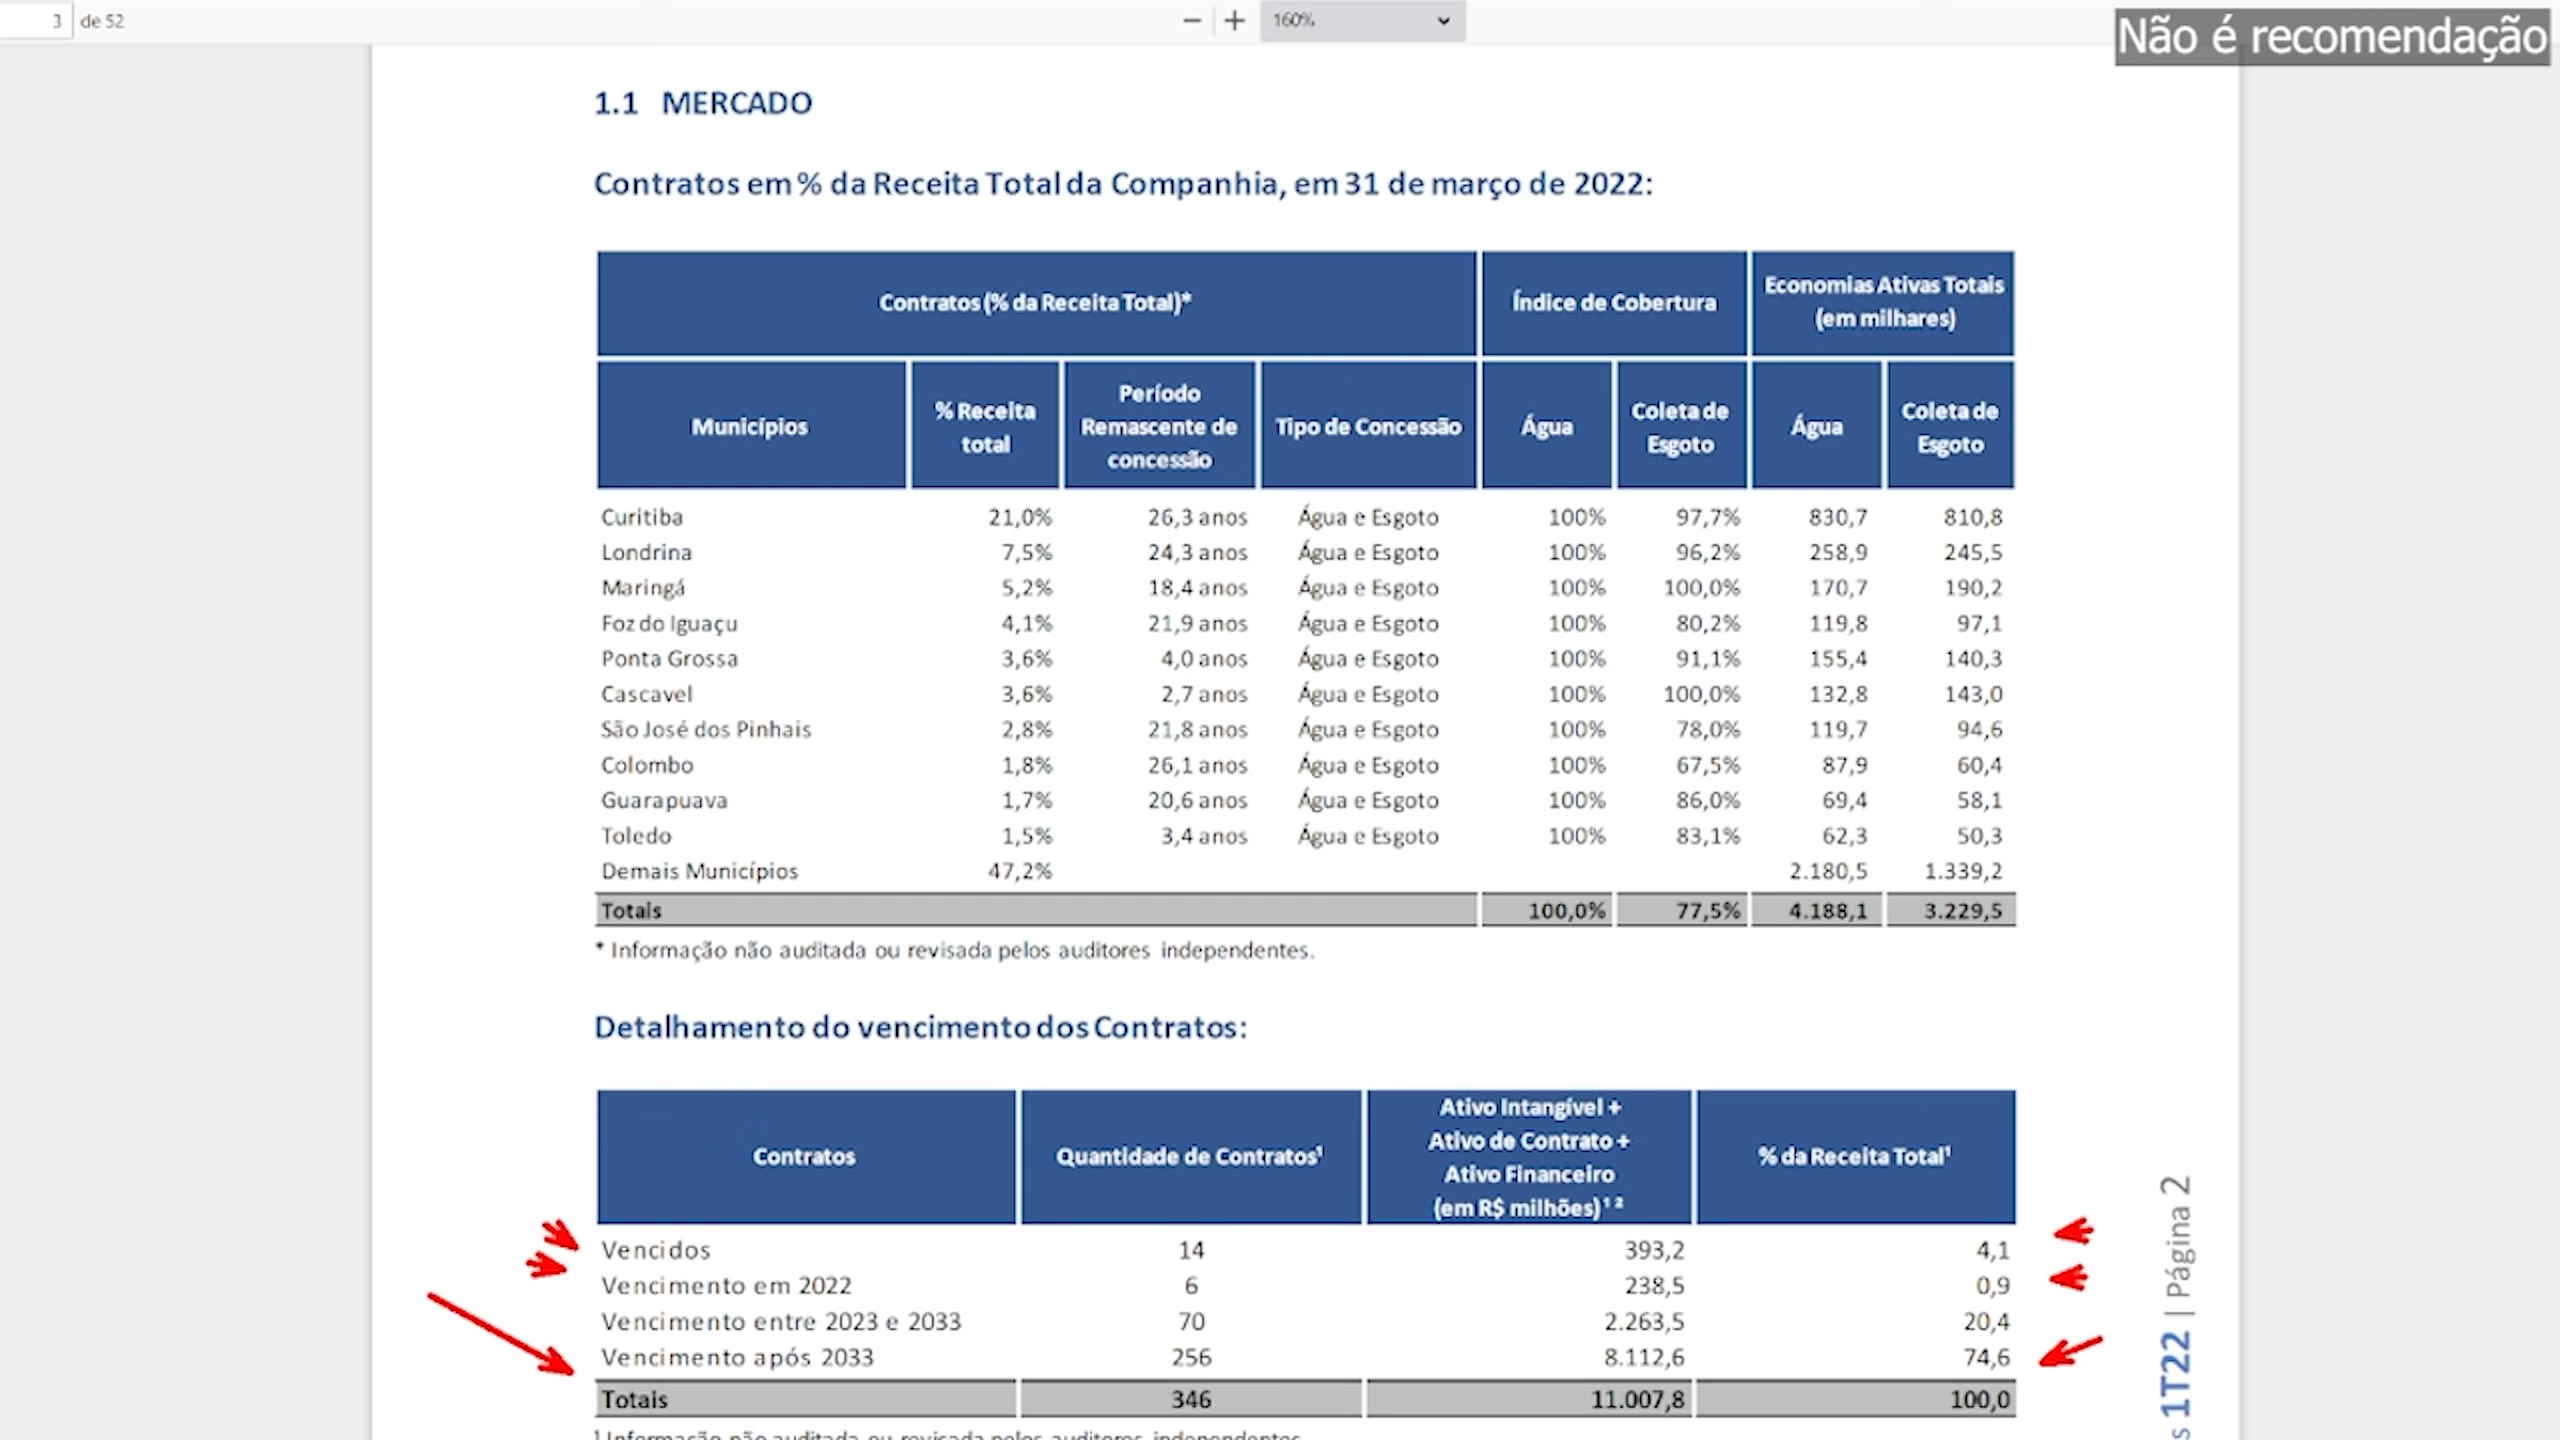 3 de 52
160%
Não é recomendação
1.1 MERCADO
Contratos em % da Receita Total da Companhia, em 31 de março de 2022:
Contratos (% da Receita Total)* Índice de Cobertura Economias Ativas Totais (em milhares)
Municípios % Receita total Período Remascente de concessão Tipo de Concessão Água Coleta de Esgoto Água Coleta de Esgoto
Curitiba 21,0% 26,3 anos Água e Esgoto 100% 97,7% 830,7 810,8
Londrina 7,5% 24,3 anos Água e Esgoto 100% 96,2% 258,9 245,5
Maringá 5,2% 18,4 anos Água e Esgoto 100% 100,0% 170,7 190,2
Foz do Iguaçu 4,1% 21,9 anos Água e Esgoto 100% 80,2% 119,8 97,1
Ponta Grossa 3,6% 4,0 anos Água e Esgoto 100% 91,1% 155,4 140,3
Cascavel 3,6% 2,7 anos Água e Esgoto 100% 100,0% 132,8 143,0
São José dos Pinhais 2,8% 21,8 anos Água e Esgoto 100% 78,0% 119,7 94,6
Colombo 1,8% 26,1 anos Água e Esgoto 100% 67,5% 87,9 60,4
Guarapuava 1,7% 20,6 anos Água e Esgoto 100% 86,0% 69,4 58,1
Toledo 1,5% 3,4 anos Água e Esgoto 100% 83,1% 62,3 50,3
Demais Municípios 47,2% 2.180,5 1.339,2
Totais 100,0% 77,5% 4.188,1 3.229,5
* Informação não auditada ou revisada pelos auditores independentes.
Detalhamento do vencimento dos Contratos:
Contratos Quantidade de Contratos¹ Ativo Intangível + Ativo de Contrato + Ativo Financeiro (em R$ milhões)¹ ² % da Receita Total¹
Vencidos 14 393,2 4,1
Vencimento em 2022 6 238,5 0,9
Vencimento entre 2023 e 2033 70 2.263,5 20,4
Vencimento após 2033 256 8.112,6 74,6
Totais 346 11.007,8 100,0
¹ Informação não auditada ou revisada pelos auditores independentes.
s 1T22 | Página 2